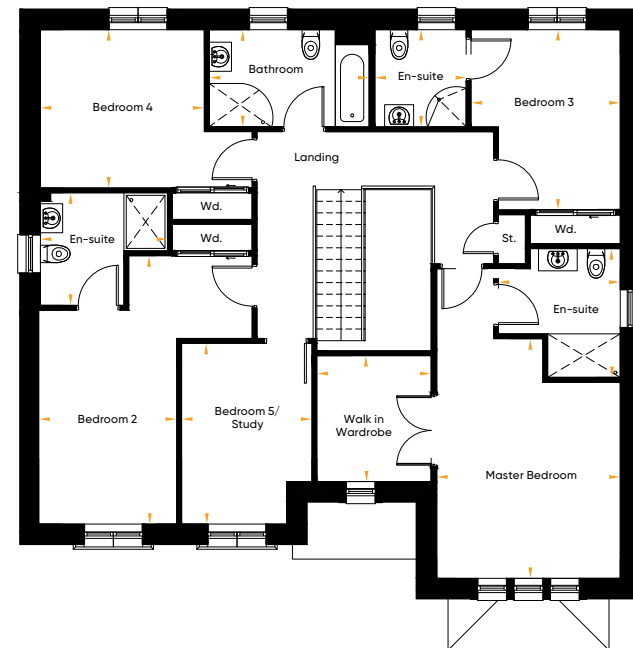 Bathroom
En-suite
Bedroom 4
Bedroom 3
Landing
Wd.
Wd.
En-suite
St.
Wd.
En-suite
Bedroom 2
Bedroom 5/
Study
Walk in
Wardrobe
Master Bedroom